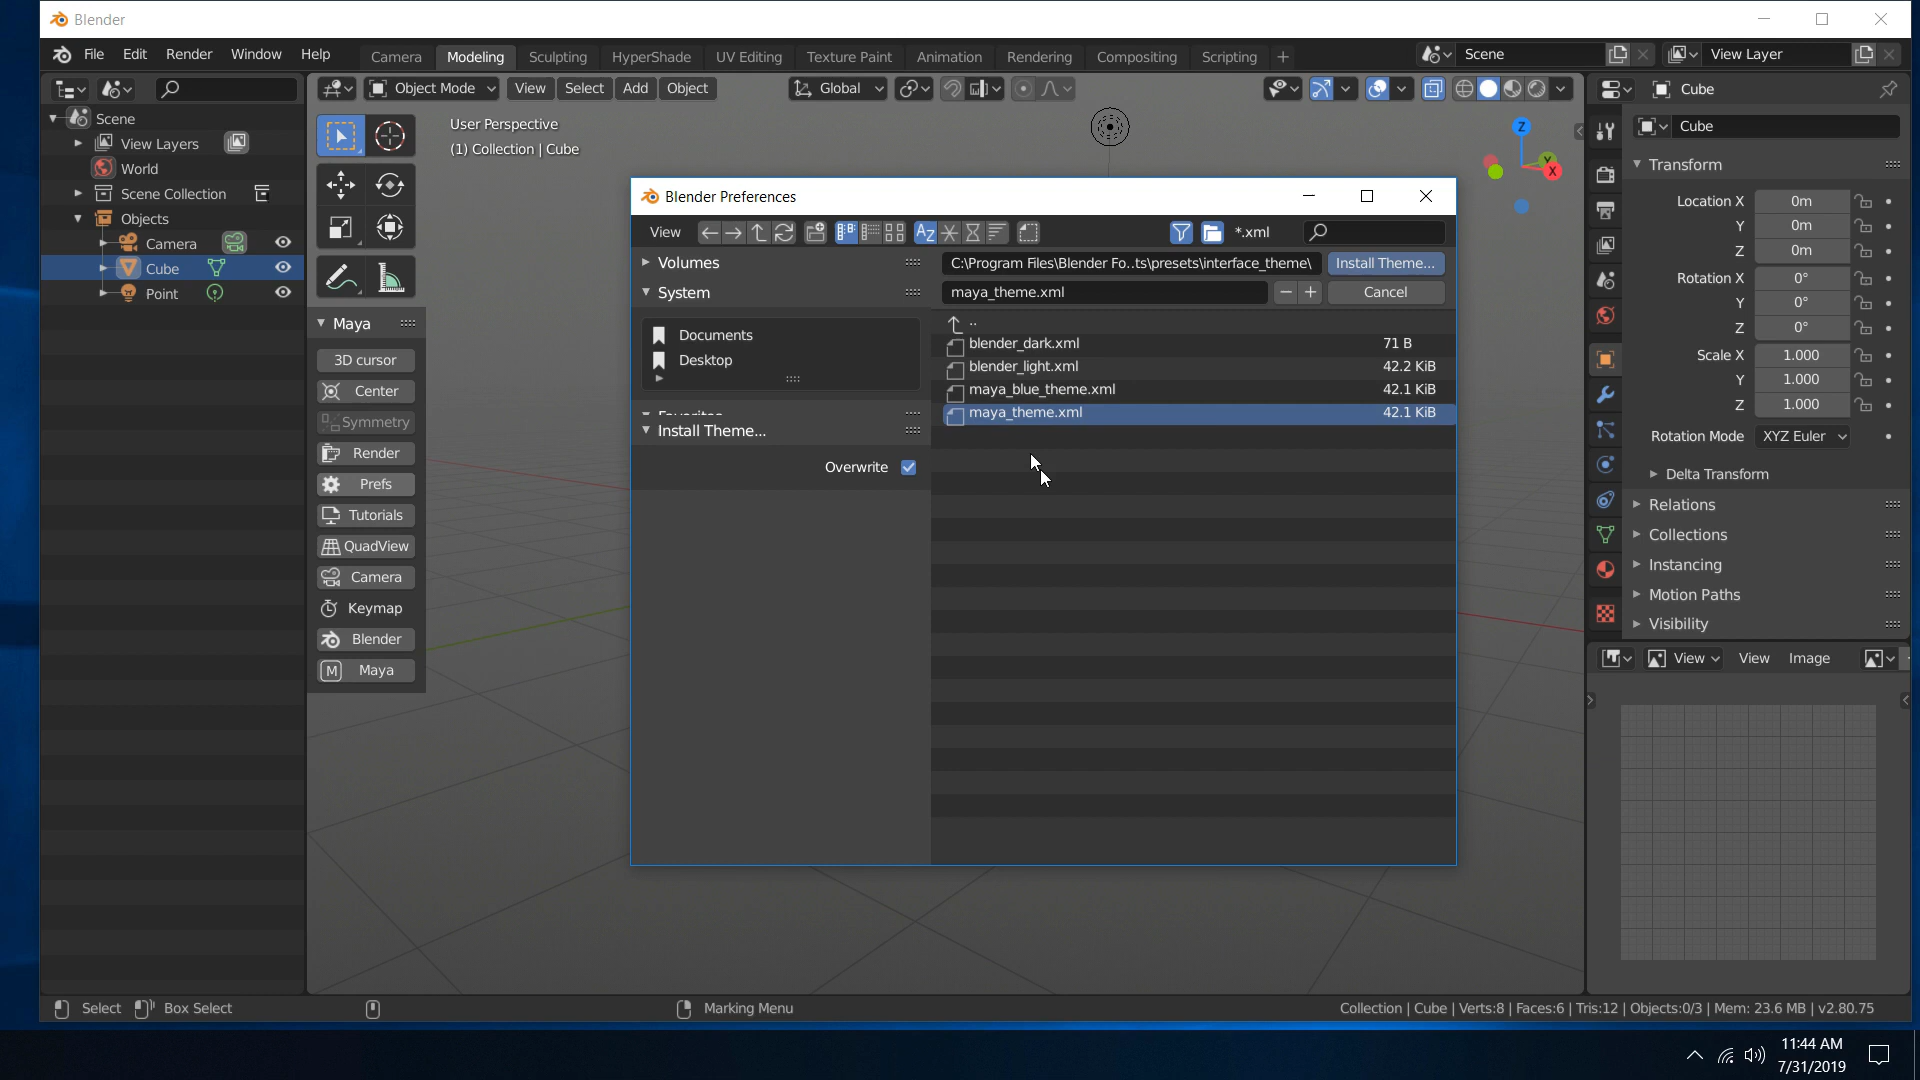 Blender
File Edit Render Window Help
Camera Modeling Sculpting HyperShade UV Editing Texture Paint Animation Rendering Compositing Scripting +
Scene
View Layer
Object Mode View Select Add Object
Global
Cube
Scene
View Layers
World
Scene Collection
Objects
Camera
Cube
Point
User Perspective
(1) Collection | Cube
Z
Y
X
Maya
3D cursor
Center
Symmetry
Render
Prefs
Tutorials
QuadView
Camera
Keymap
Blender
M Maya
Blender Preferences
View
AZ
*.xml
Volumes
System
Documents
Desktop
Favorites
Install Theme...
Overwrite
C:\Program Files\Blender Fo..ts\presets\interface_theme\
Install Theme...
maya_theme.xml
Cancel
..
blender_dark.xml 71 B
blender_light.xml 42.2 KiB
maya_blue_theme.xml 42.1 KiB
maya_theme.xml 42.1 KiB
Cube
Transform
Location X 0m
Y 0m
Z 0m
Rotation X 0°
Y 0°
Z 0°
Scale X 1.000
Y 1.000
Z 1.000
Rotation Mode XYZ Euler
Delta Transform
Relations
Collections
Instancing
Motion Paths
Visibility
View View Image
Select Box Select
Marking Menu
Collection | Cube | Verts:8 | Faces:6 | Tris:12 | Objects:0/3 | Mem: 23.6 MB | v2.80.75
11:44 AM
7/31/2019